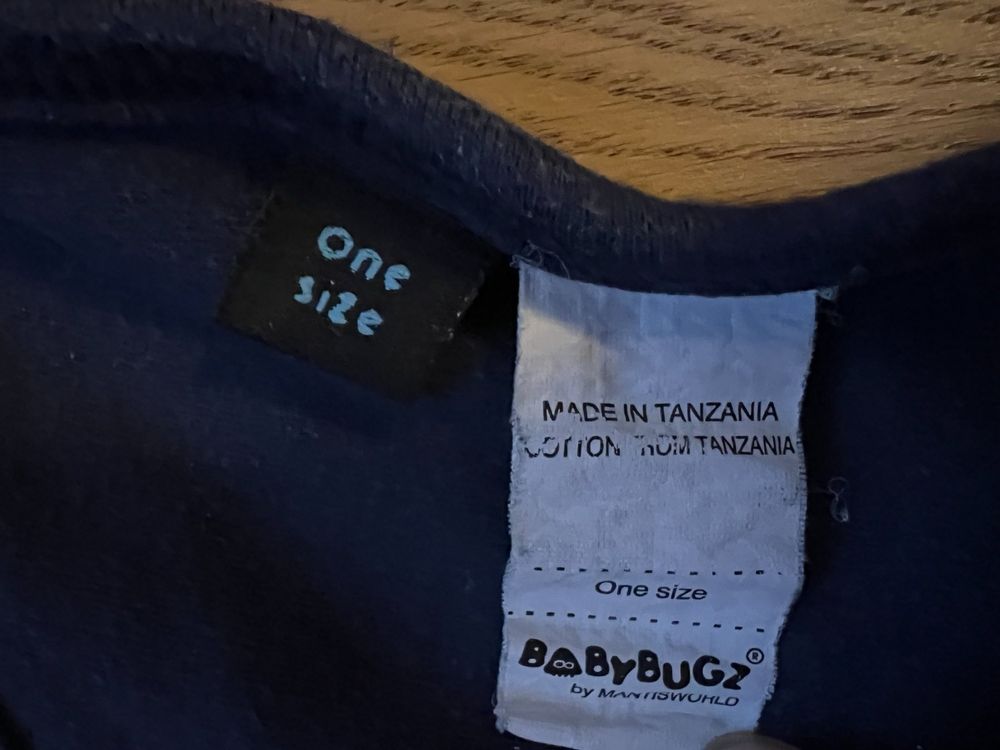 One
size
MADE IN TANZANIA
COTTON FROM TANZANIA
One size
BABYBUGZ®
by MANTISWORLD